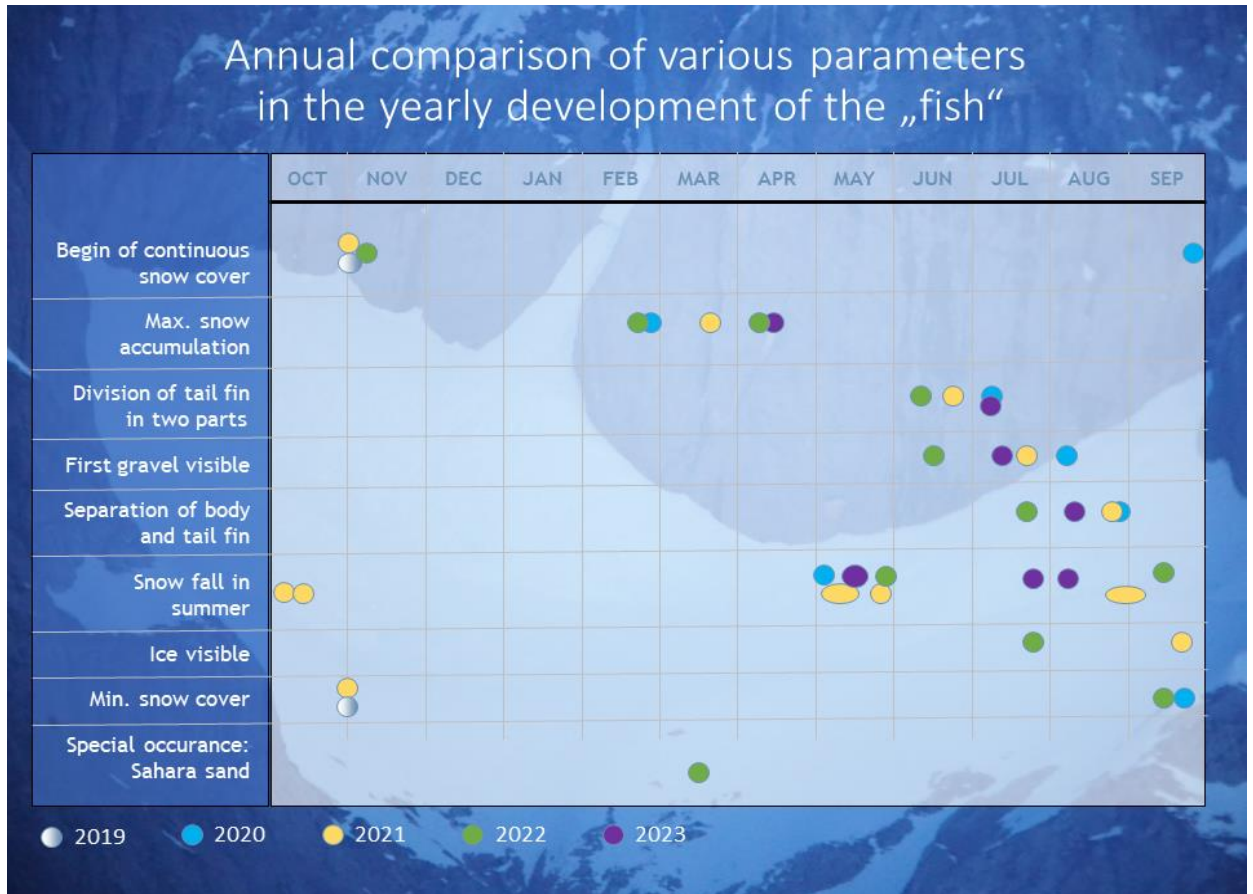 Annual comparison of various parameters
in the yearly development of the „fish“
OCT NOV DEC JAN FEB MAR APR MAY JUN JUL AUG SEP
Begin of continuous
snow cover
Max. snow
accumulation
Division of tail fin
in two parts
First gravel visible
Separation of body
and tail fin
Snow fall in
summer
Ice visible
Min. snow cover
Special occurance:
Sahara sand
2019 2020 2021 2022 2023